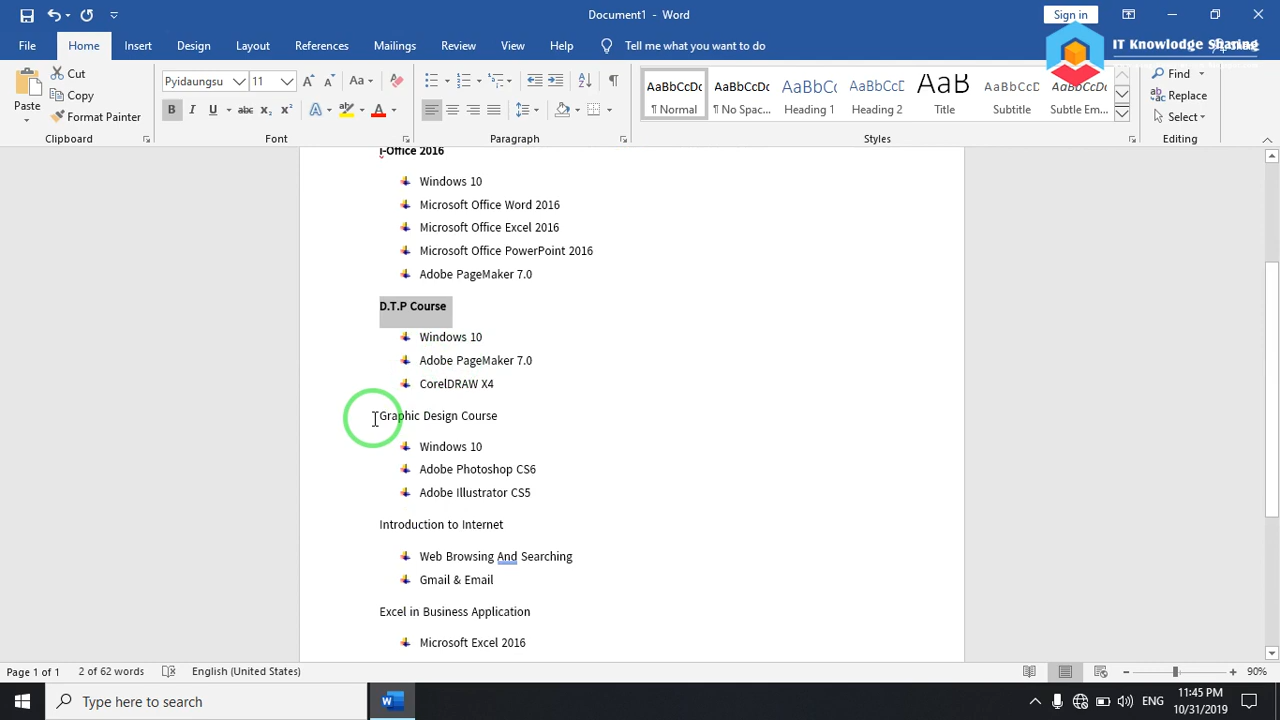 Document1 - Word
Sign in
IT Knowledge Sharing
File Home Insert Design Layout References Mailings Review View Help Tell me what you want to do
Paste
Cut
Copy
Format Painter
Clipboard
Pyidaungsu 11
Aa
B I U abc X2 X2
A A
Font
Paragraph
AaBbCcDc AaBbCcDc AaBbCc AaBbCcD AaB AaBbCcD AaBbCcDc
¶ Normal ¶ No Spac... Heading 1 Heading 2 Title Subtitle Subtle Em...
Styles
Find
Replace
Select
Editing
i-Office 2016
Windows 10
Microsoft Office Word 2016
Microsoft Office Excel 2016
Microsoft Office PowerPoint 2016
Adobe PageMaker 7.0
D.T.P Course
Windows 10
Adobe PageMaker 7.0
CorelDRAW X4
Graphic Design Course
Windows 10
Adobe Photoshop CS6
Adobe Illustrator CS5
Introduction to Internet
Web Browsing And Searching
Gmail & Email
Excel in Business Application
Microsoft Excel 2016
Page 1 of 1 2 of 62 words English (United States) 90%
Type here to search
ENG
11:45 PM
10/31/2019